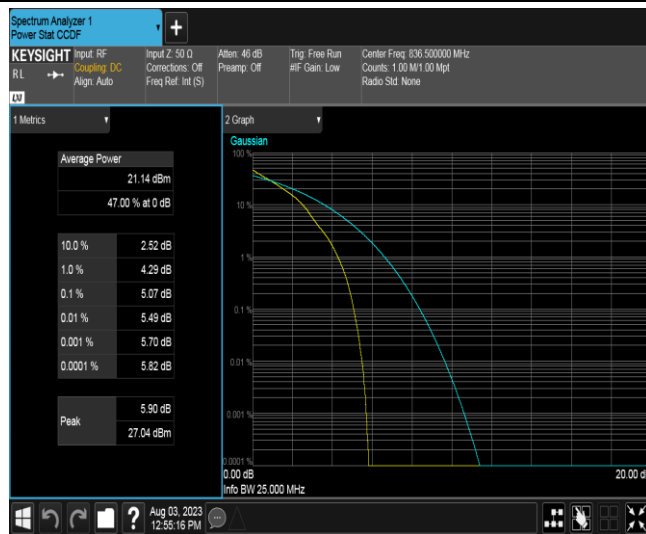 Spectrum Analyzer 1
Power Stat CCDF
+
KEYSIGHT
RL
Input: RF
Coupling: DC
Align: Auto
Input Z: 50 Ω
Corrections: Off
Freq Ref: Int (S)
Atten: 46 dB
Preamp: Off
Trig: Free Run
#IF Gain: Low
Center Freq: 836.500000 MHz
Counts: 1.00 M/1.00 Mpt
Radio Std: None
LXI
1 Metrics
Average Power
21.14 dBm
47.00 % at 0 dB
10.0 % 2.52 dB
1.0 % 4.29 dB
0.1 % 5.07 dB
0.01 % 5.49 dB
0.001 % 5.70 dB
0.0001 % 5.82 dB
Peak
5.90 dB
27.04 dBm
2 Graph
Gaussian
100 %
10 %
1 %
0.1 %
0.01 %
0.001 %
0.0001 %
0.00 dB
20.00 d
Info BW 25.000 MHz
?
Aug 03, 2023
12:55:16 PM